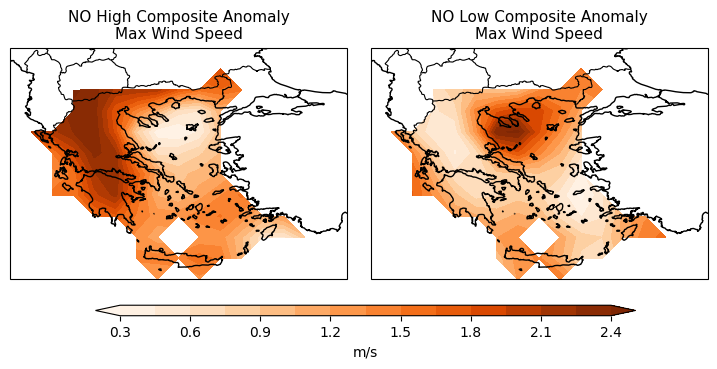 NO High Composite Anomaly
Max Wind Speed
NO Low Composite Anomaly
Max Wind Speed
0.3 0.6 0.9 1.2 1.5 1.8 2.1 2.4
m/s